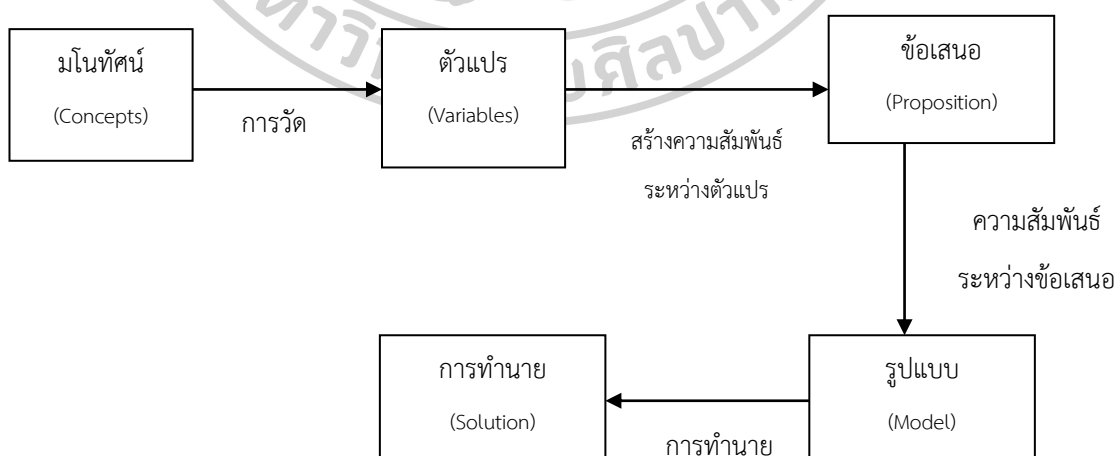 มโนทัศน์
(Concepts)
การวัด
ตัวแปร
(Variables)
สร้างความสัมพันธ์
ระหว่างตัวแปร
ข้อเสนอ
(Proposition)
ความสัมพันธ์
ระหว่างข้อเสนอ
รูปแบบ
(Model)
การทำนาย
การทำนาย
(Solution)